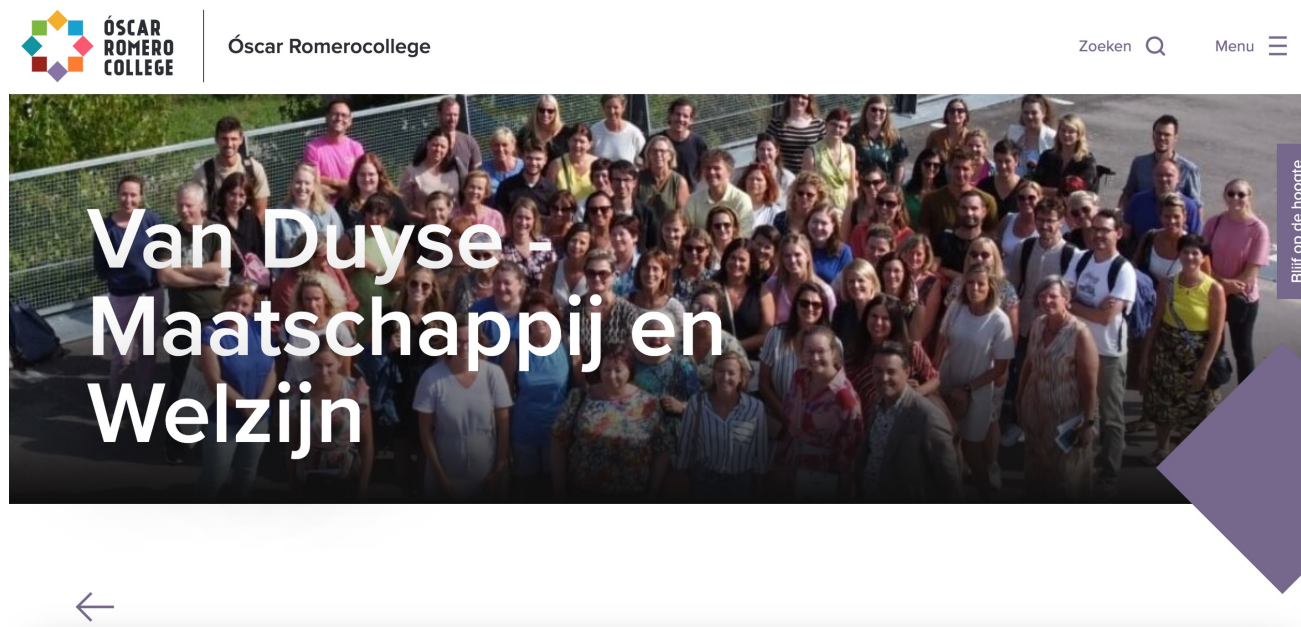 ÓSCAR
ROMERO
COLLEGE
Óscar Romerocollege
Zoeken
Menu
Van Duyse -
Maatschappij en
Welzijn
Blijf op de hoogte